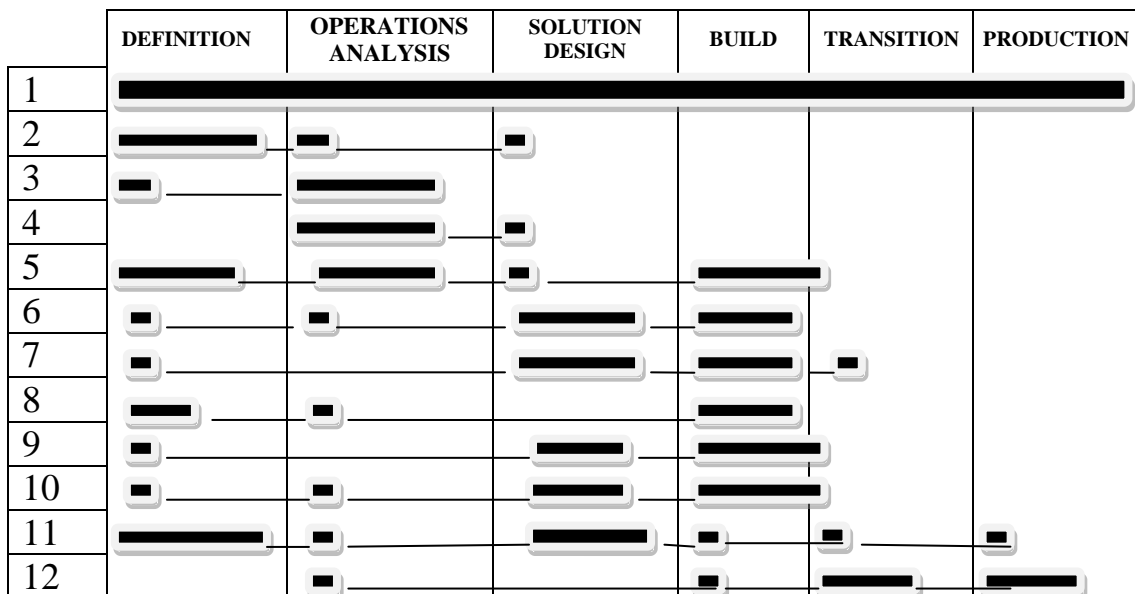 DEFINITION
OPERATIONS
ANALYSIS
SOLUTION
DESIGN
BUILD
TRANSITION
PRODUCTION
1
2
3
4
5
6
7
8
9
10
11
12